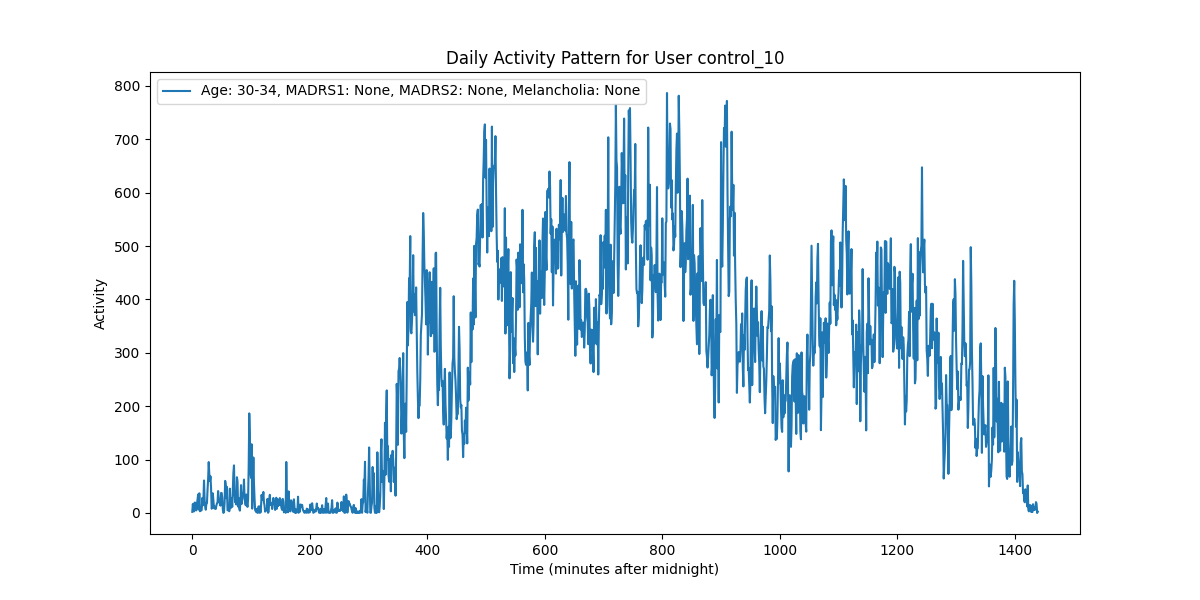 Daily Activity Pattern for User control_10
Age: 30-34, MADRS1: None, MADRS2: None, Melancholia: None
800
700
600
500
400
300
200
100
0
Activity
0 200 400 600 800 1000 1200 1400
Time (minutes after midnight)